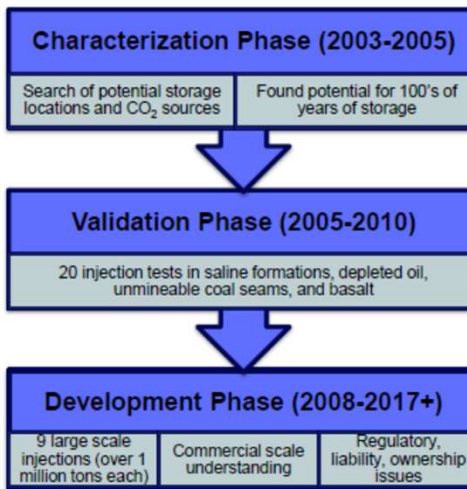 Characterization Phase (2003-2005)
Search of potential storage
locations and CO₂ sources
Found potential for 100's of
years of storage
Validation Phase (2005-2010)
20 injection tests in saline formations, depleted oil,
unmineable coal seams, and basalt
Development Phase (2008-2017+)
9 large scale
injections (over 1
million tons each)
Commercial scale
understanding
Regulatory,
liability, ownership
issues